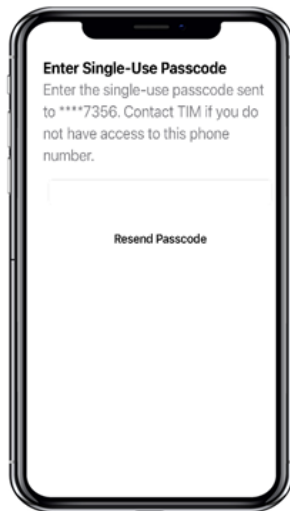 Enter Single-Use Passcode
Enter the single-use passcode sent
to ****7356. Contact TIM if you do
not have access to this phone
number.
Resend Passcode